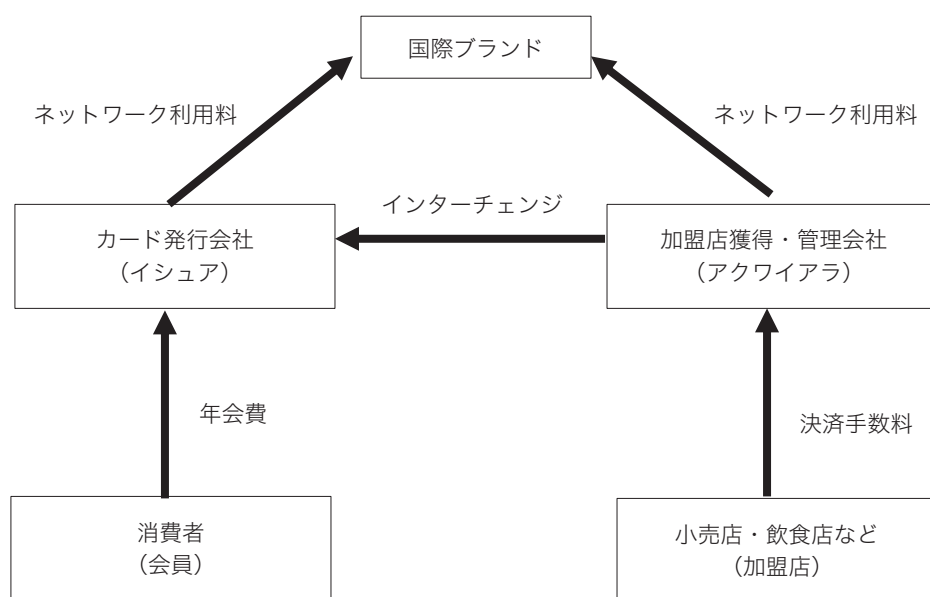 国際ブランド
ネットワーク利用料
ネットワーク利用料
インターチェンジ
カード発行会社
（イシュア）
加盟店獲得・管理会社
（アクワイアラ）
年会費
決済手数料
消費者
（会員）
小売店・飲食店など
（加盟店）